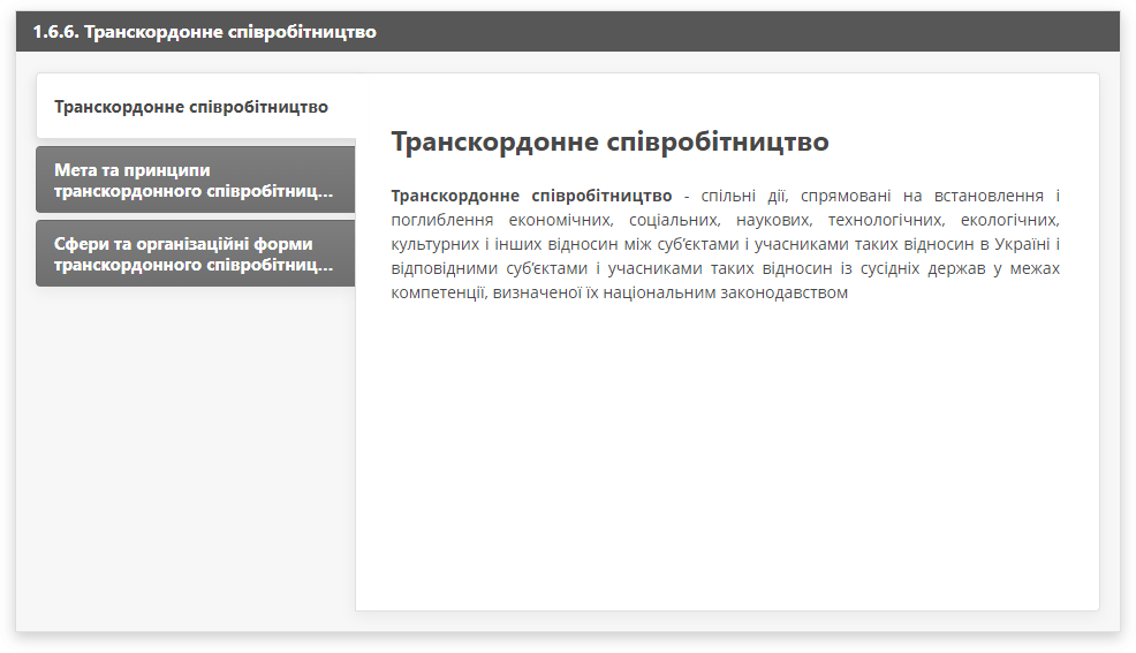 1.6.6. Транскордонне співробітництво
Транскордонне співробітництво
Мета та принципи
транскордонного співробітниц...
Сфери та організаційні форми
транскордонного співробітниц...
Транскордонне співробітництво
Транскордонне співробітництво - спільні дії, спрямовані на встановлення і
поглиблення економічних, соціальних, наукових, технологічних, екологічних,
культурних і інших відносин між суб’єктами і учасниками таких відносин в Україні і
відповідними суб’єктами і учасниками таких відносин із сусідніх держав у межах
компетенції, визначеної їх національним законодавством